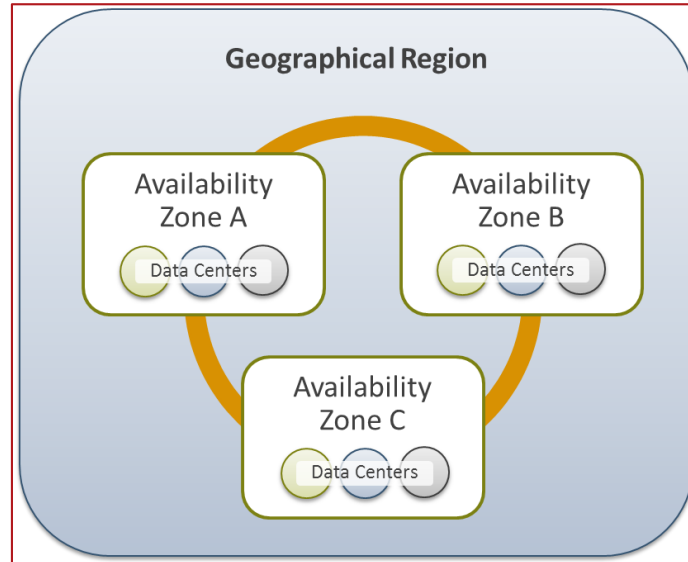 Geographical Region
Availability
Zone A
Data Centers
Availability
Zone B
Data Centers
Availability
Zone C
Data Centers